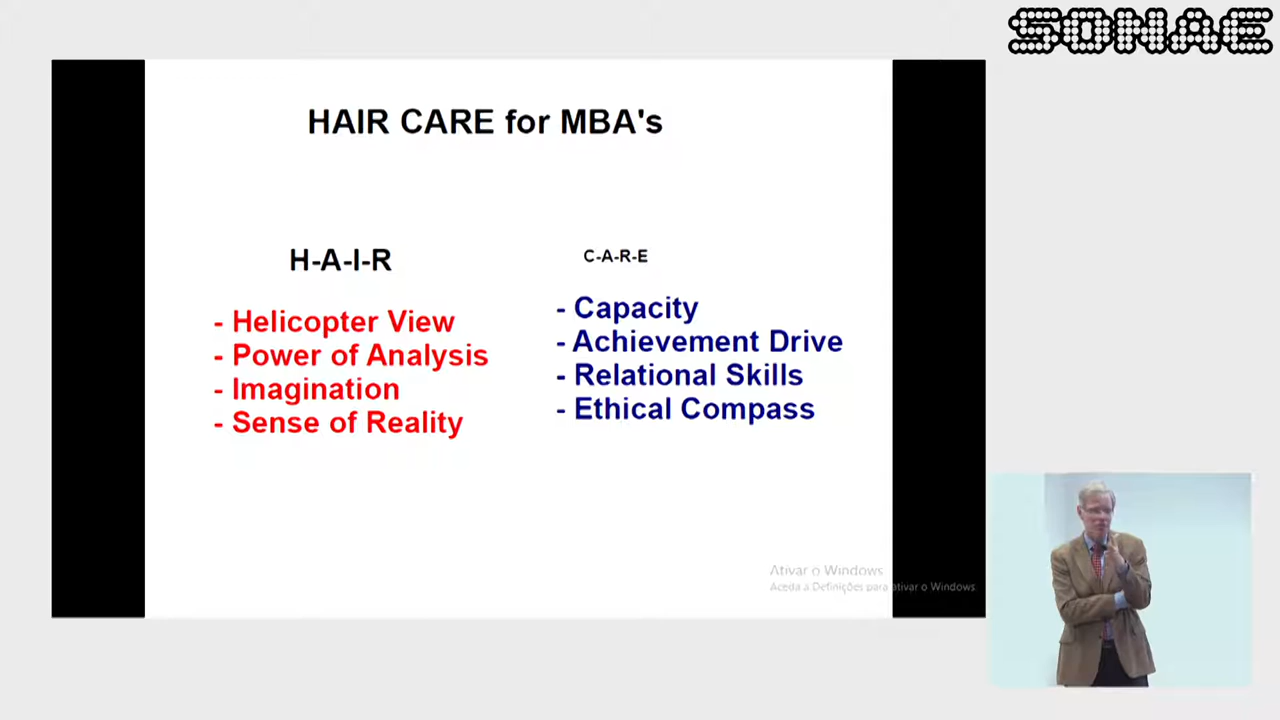 SONAE
HAIR CARE for MBA's
H-A-I-R
- Helicopter View
- Power of Analysis
- Imagination
- Sense of Reality
C-A-R-E
- Capacity
- Achievement Drive
- Relational Skills
- Ethical Compass
Ativar o Windows
Aceda a Definições para ativar o Windows.